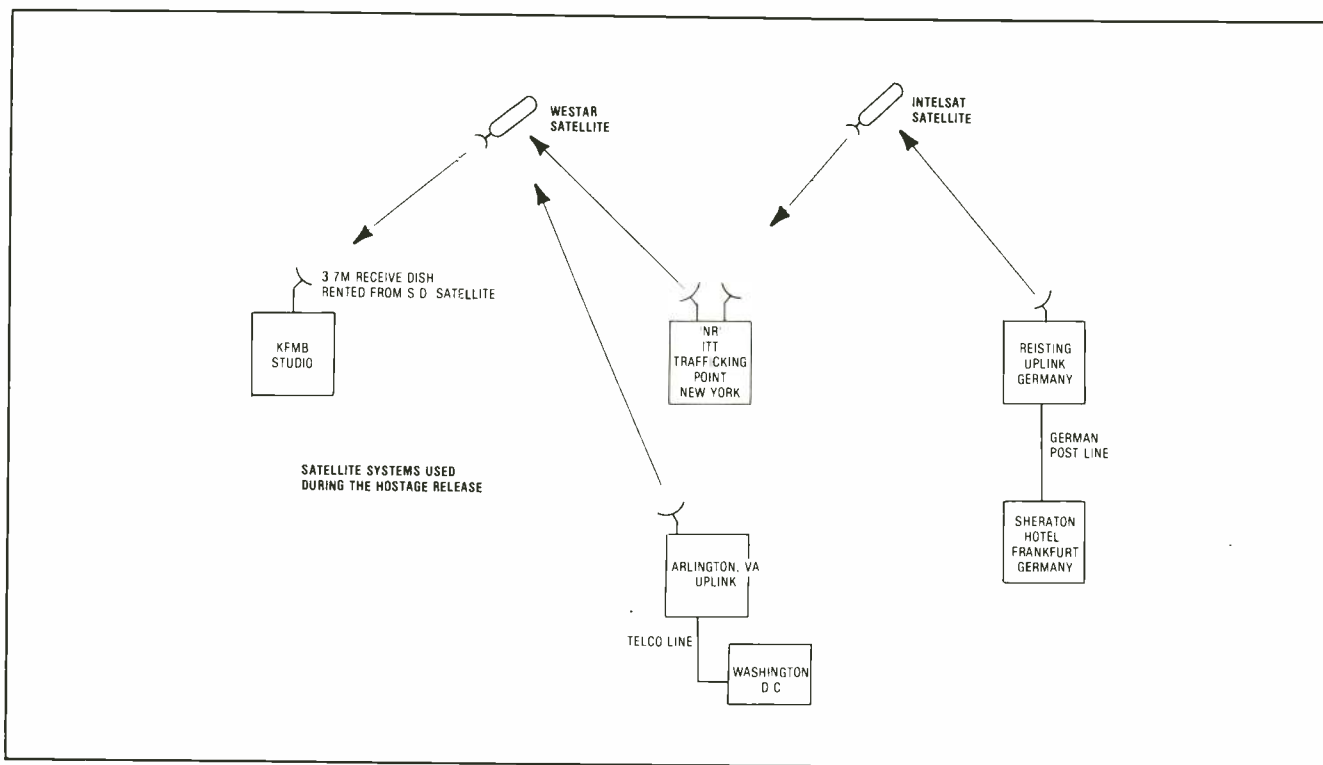 WESTAR
SATELLITE
INTELSAT
SATELLITE
3.7M RECEIVE DISH
RENTED FROM S.D. SATELLITE
KFMB
STUDIO
'NR'
ITT
TRAFFICKING
POINT
NEW YORK
REISTING
UPLINK
GERMANY
GERMAN
POST LINE
SATELLITE SYSTEMS USED
DURING THE HOSTAGE RELEASE
SHERATON
HOTEL
FRANKFURT
GERMANY
ARLINGTON, VA
UPLINK
TELCO LINE
WASHINGTON
D C